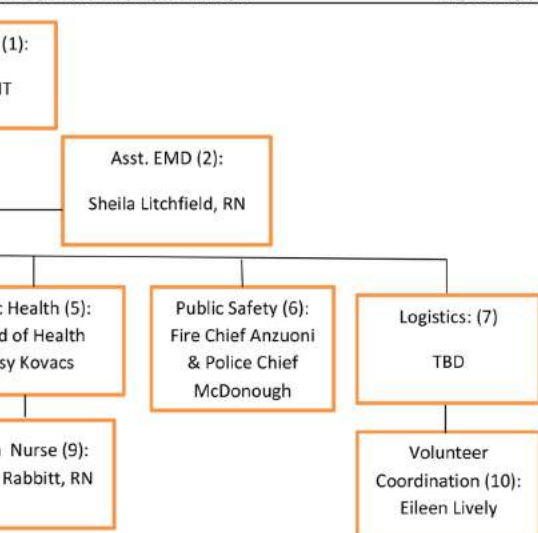 (1):
Asst. EMD (2):
Sheila Litchfield, RN
Health (5):
of Health
Kovacs
Public Safety (6):
Fire Chief Anzuoni
& Police Chief
McDonough
Logistics: (7)
TBD
Nurse (9):
Rabbitt, RN
Volunteer
Coordination (10):
Eileen Lively